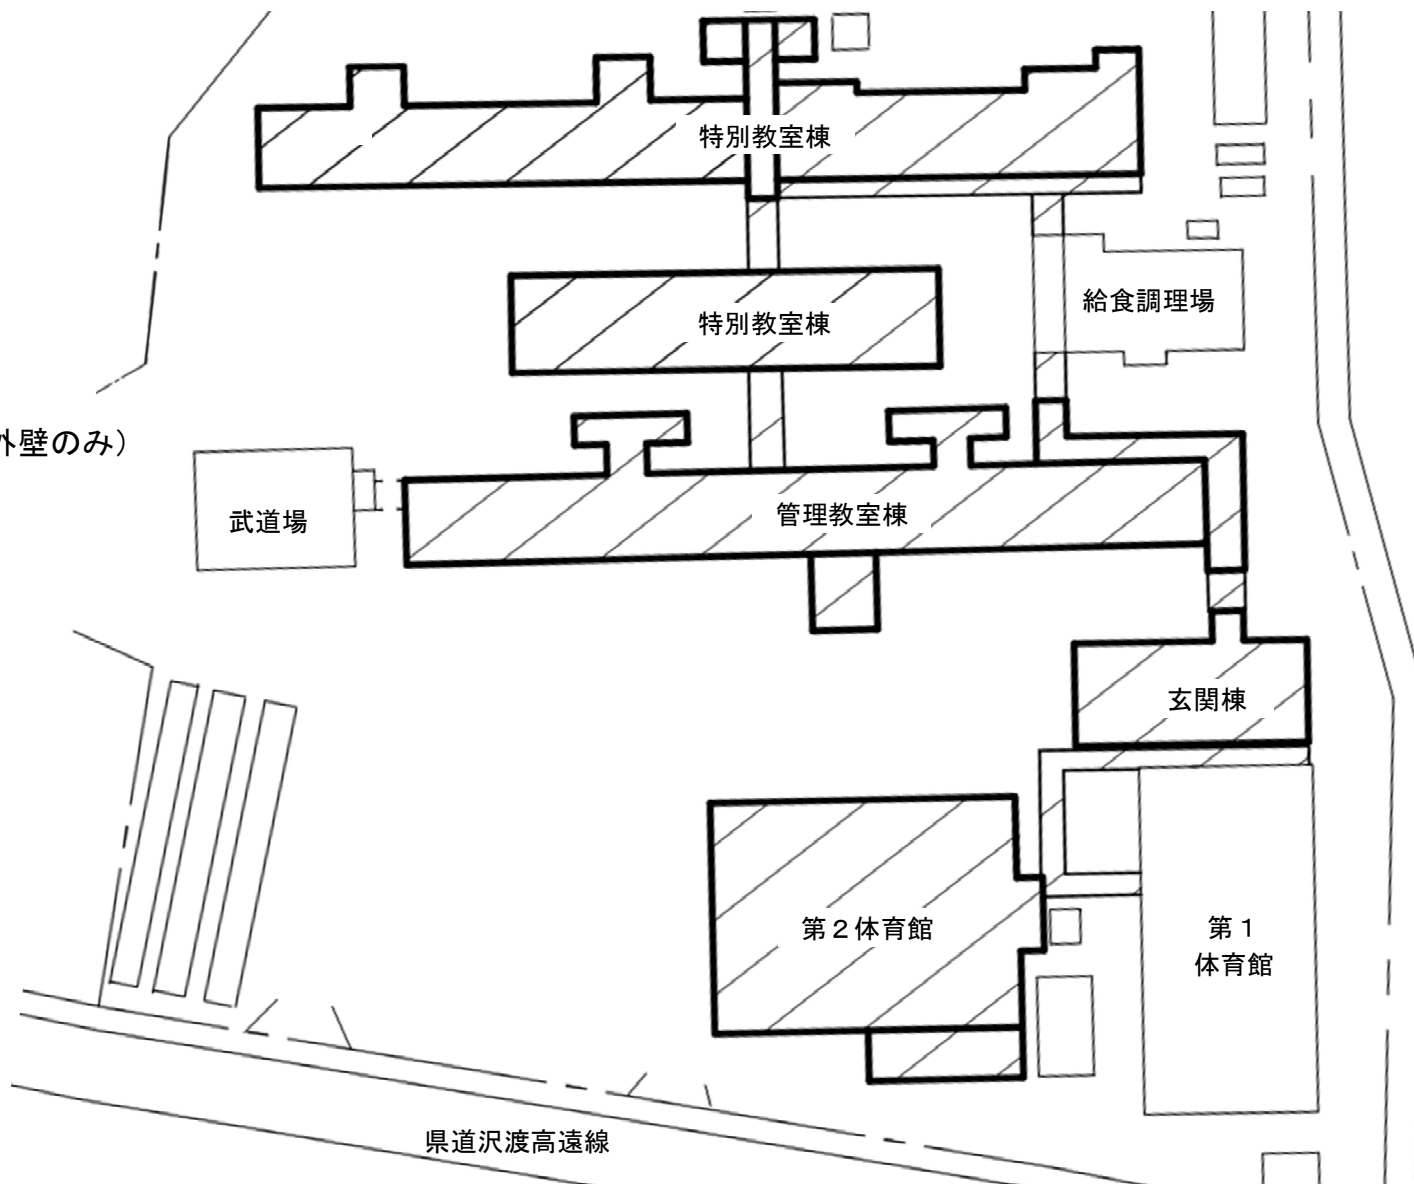 特別教室棟
給食調理場
特別教室棟
外壁のみ）
管理教室棟
武道場
玄関棟
第２体育館
第１
体育館
県道沢渡高遠線